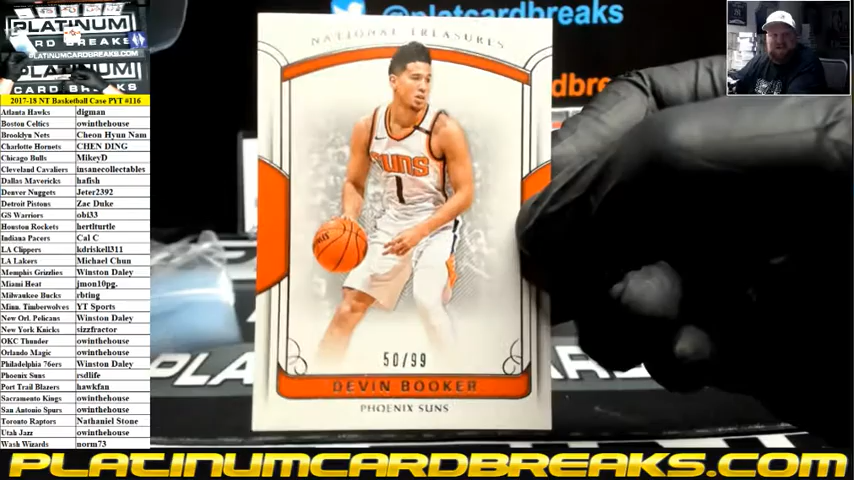 PLATINUM
CARD BREAKS
PLATINUMCARDBREAKS.COM
PLATINUM
CARD BREAKS
2017-18 NT Basketball Case PYT #116
Atlanta Hawks digman
Boston Celtics owinthehouse
Brooklyn Nets Cheon Hyun Nam
Charlotte Hornets CHEN DING
Chicago Bulls MikeyD
Cleveland Cavaliers insanecollectables
Dallas Mavericks hafish
Denver Nuggets Jeter2392
Detroit Pistons Zac Duke
GS Warriors obi33
Houston Rockets hertiturtle
Indiana Pacers Cal C
LA Clippers kdriskell311
LA Lakers Michael Chun
Memphis Grizzlies Winston Daley
Miami Heat jmon10pg.
Milwaukee Bucks rbting
Minn. Timberwolves YT Sports
New Orl. Pelicans Winston Daley
New York Knicks sizzfractor
OKC Thunder owinthehouse
Orlando Magic owinthehouse
Philadelphia 76ers Winston Daley
Phoenix Suns rsdlife
Port Trail Blazers hawkfan
Sacramento Kings owinthehouse
San Antonio Spurs owinthehouse
Toronto Raptors Nathaniel Stone
Utah Jazz owinthehouse
Wash Wizards norm73
@platcardbreaks
NATIONAL TREASURES
SUNS
1
50/99
DEVIN BOOKER
PHOENIX SUNS
PLATINUMCARDBREAKS.COM